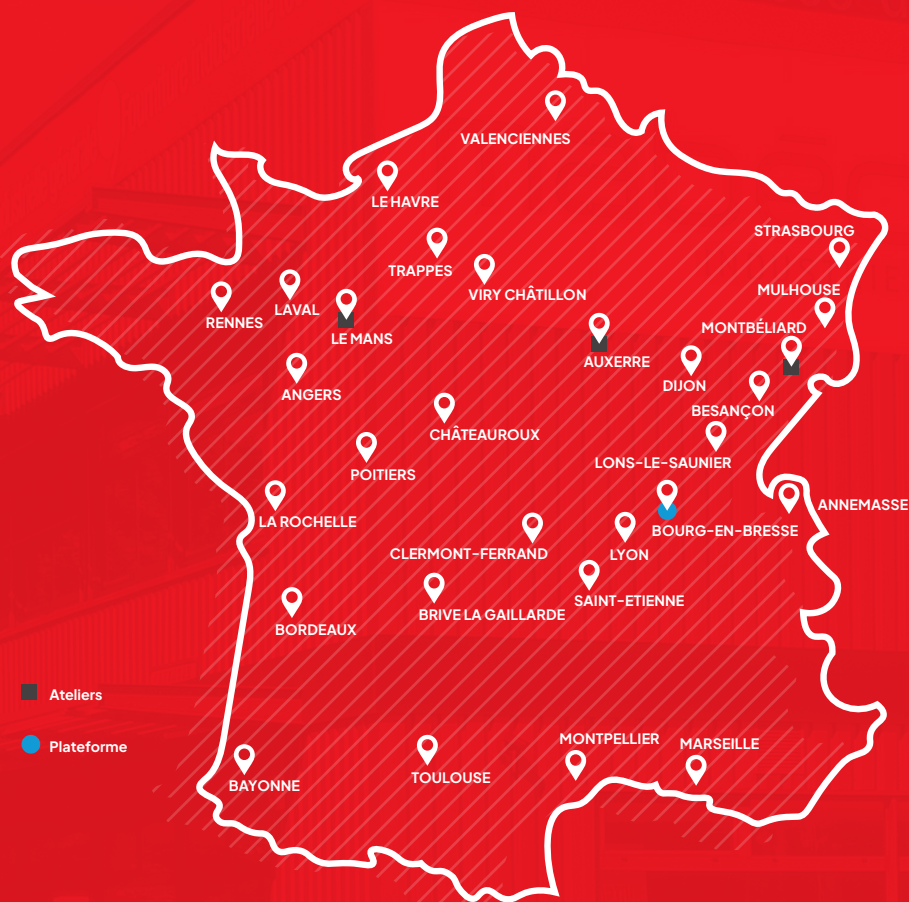 VALENCIENNES
LE HAVRE
STRASBOURG
TRAPPES
VIRY CHÂTILLON
MULHOUSE
LAVAL
RENNES
MONTBÉLIARD
LE MANS
AUXERRE
DIJON
ANGERS
BESANÇON
CHÂTEAUROUX
LONS-LE-SAUNIER
POITIERS
ANNEMASSE
LA ROCHELLE
BOURG-EN-BRESSE
CLERMONT-FERRAND
LYON
SAINT-ETIENNE
BRIVE LA GAILLARDE
BORDEAUX
Ateliers
Plateforme
MONTPELLIER
MARSEILLE
TOULOUSE
BAYONNE